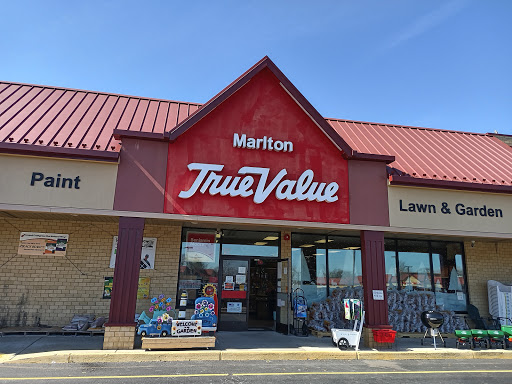 Marlton
True Value
Paint
Lawn & Garden
WELCOME
GARDEN